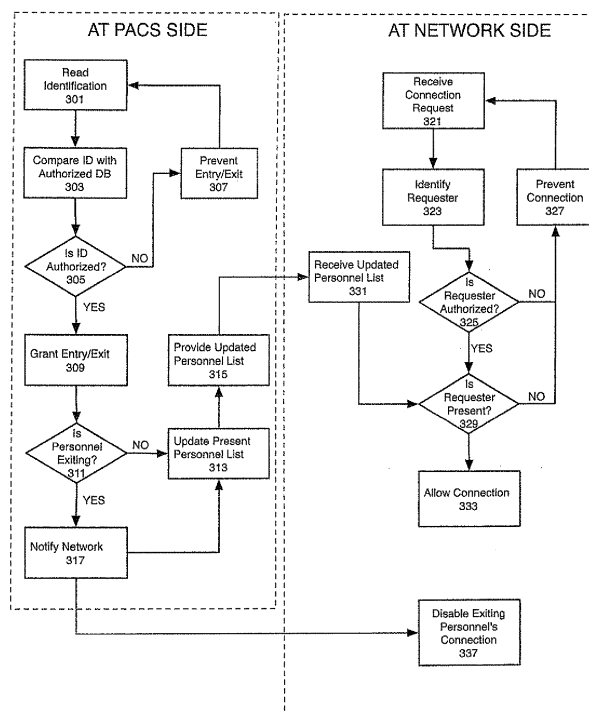 AT PACS SIDE
Read
Identification
301
Compare ID with
Authorized DB
303
Prevent
Entry/Exit
307
Is ID
Authorized?
305
NO
YES
Grant Entry/Exit
309
Provide Updated
Personnel List
315
is
Personnel
Exiting?
311
NO
YES
Update Present
Personnel List
313
Notify Network
317
AT NETWORK SIDE
Receive
Connection
Request
321
Identify
Requester
323
Prevent
Connection
327
Receive Updated
Personnel List
331
Is
Requester
Authorized?
325
NO
YES
Is
Requester
Present?
329
NO
Allow Connection
333
Disable Exiting
Personnel's
Connection
337